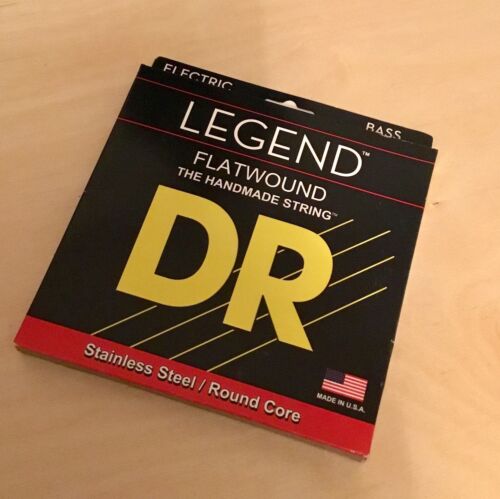 ELECTRIC
BASS
LEGEND™
FLATWOUND
THE HANDMADE STRING™
DR
Stainless Steel / Round Core
MADE IN U.S.A.